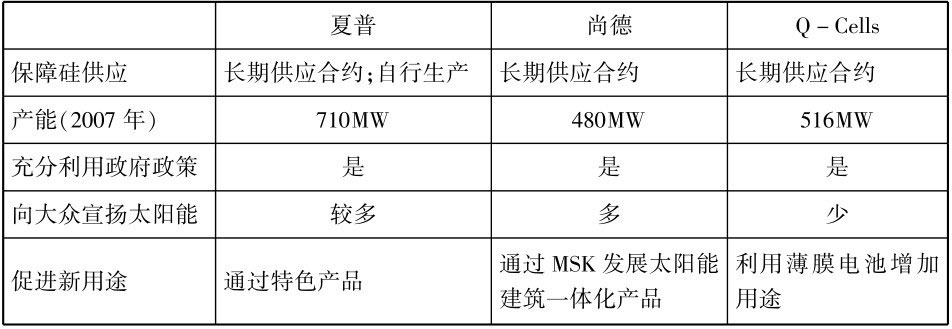 夏普 尚德 Q-Cells
保障硅供应 长期供应合约;自行生产 长期供应合约 长期供应合约
产能(2007 年) 710MW 480MW 516MW
充分利用政府政策 是 是 是
向大众宣扬太阳能 较多 多 少
促进新用途 通过特色产品 通过 MSK 发展太阳能 利用薄膜电池增加
建筑一体化产品 用途